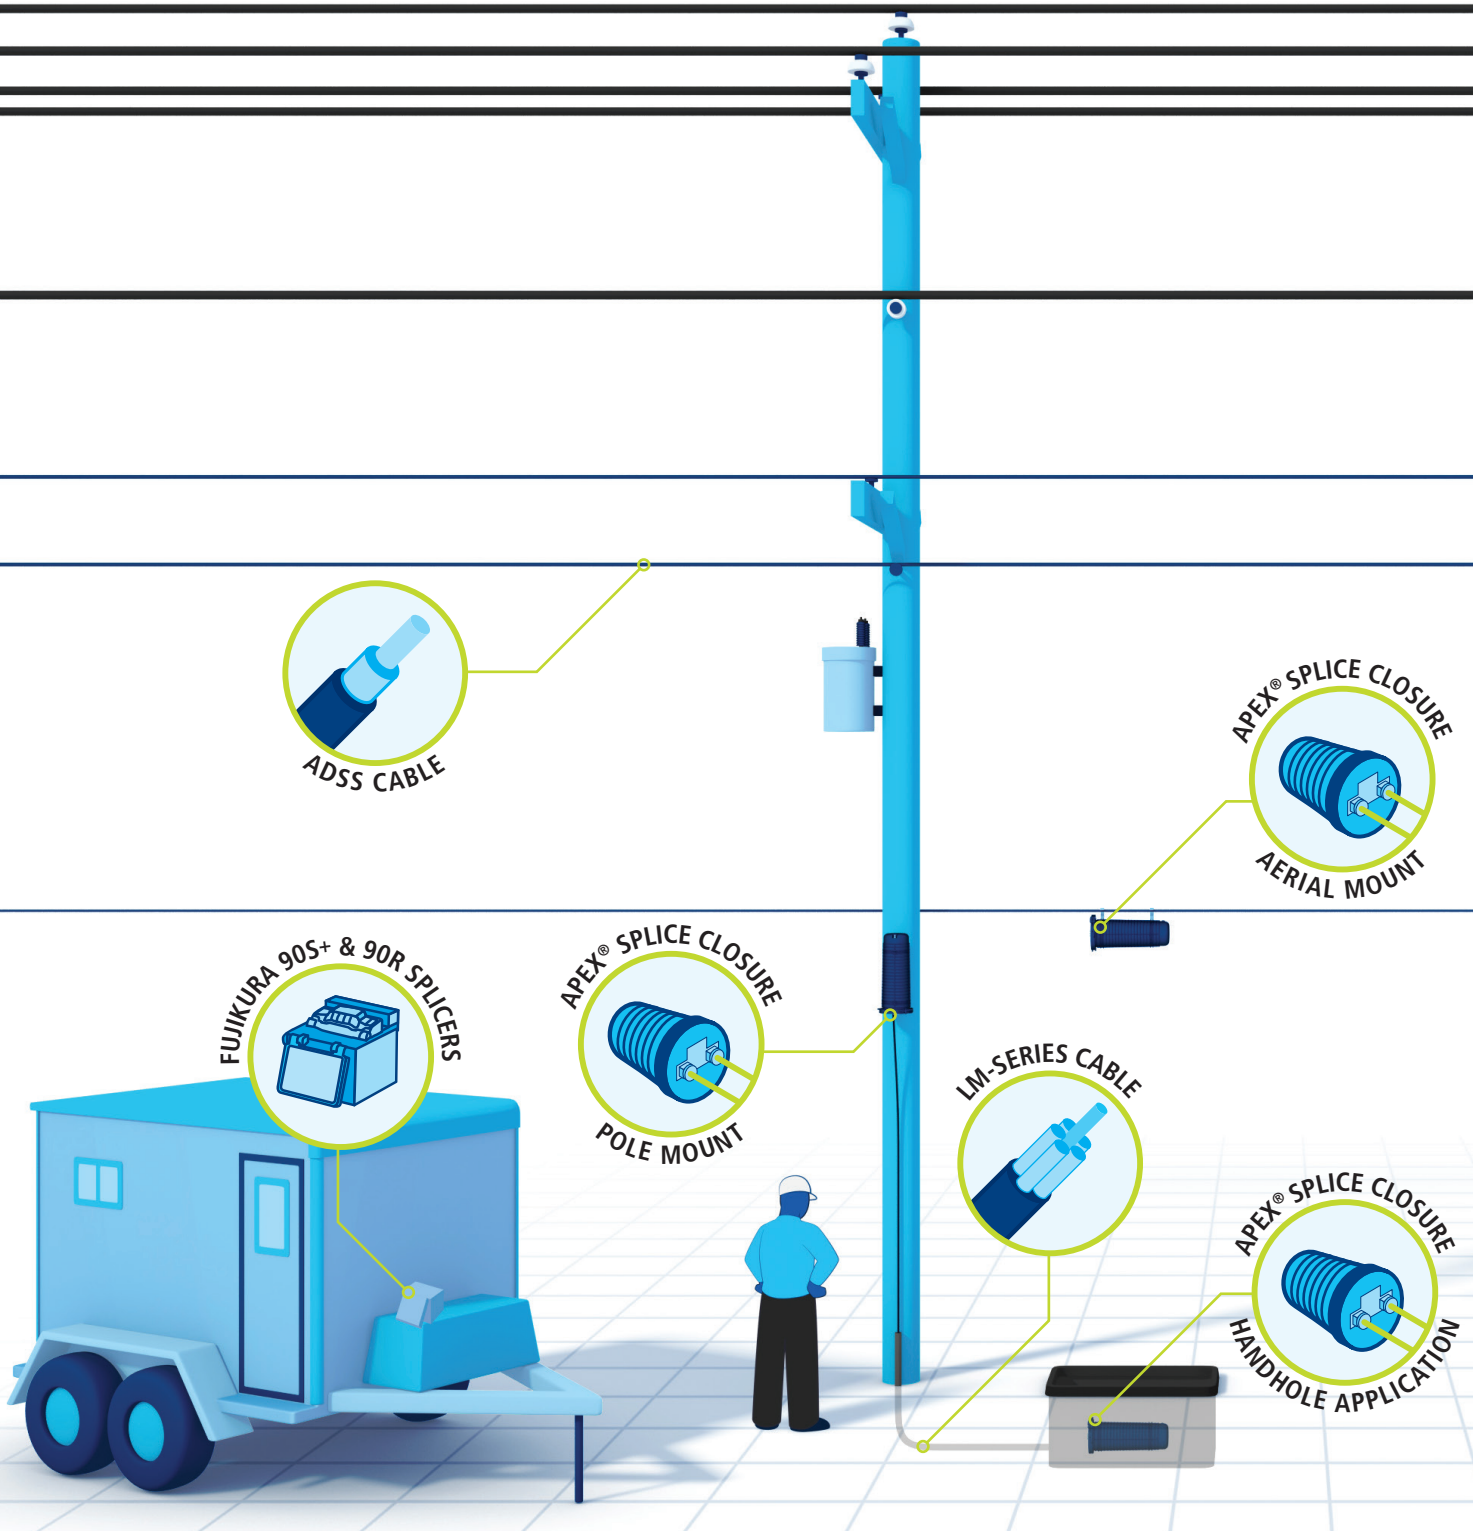 ADSS CABLE
APEX® SPLICE CLOSURE
AERIAL MOUNT
FUJIKURA 90S+ & 90R SPLICERS
APEX® SPLICE CLOSURE
POLE MOUNT
LM-SERIES CABLE
APEX® SPLICE CLOSURE
HANDHOLE APPLICATION